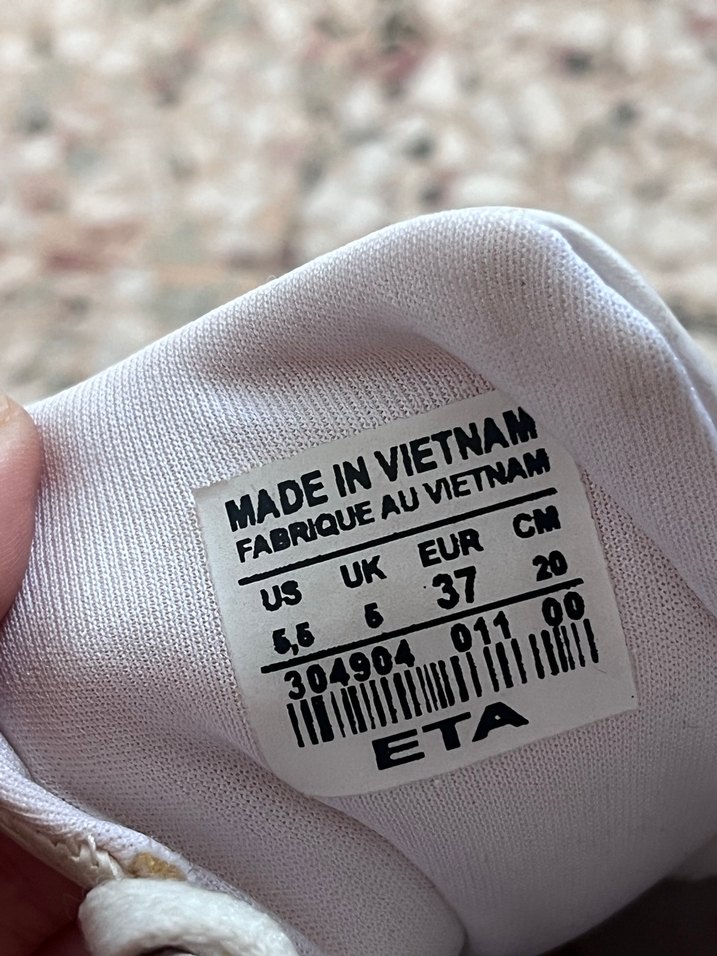 MADE IN VIETNAM
FABRIQUE AU VIETNAM
US UK EUR CM
5,5 5 37 20
304904 011 00
ETA